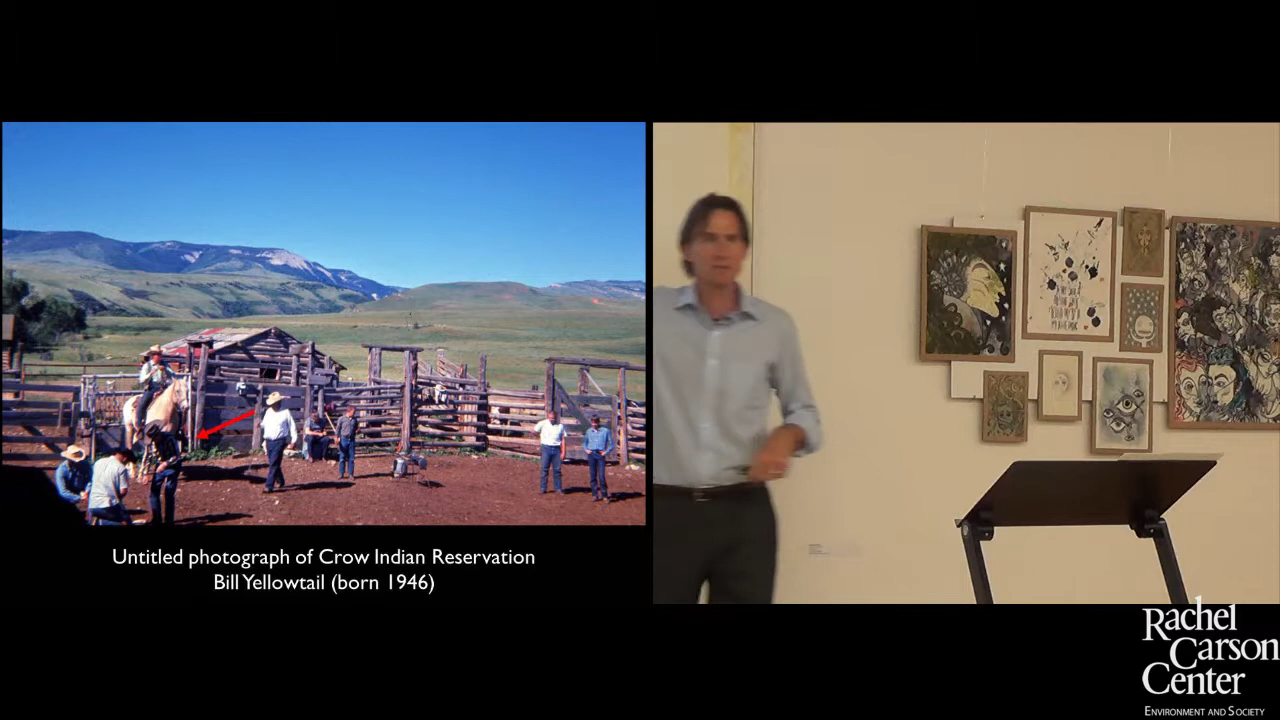 Untitled photograph of Crow Indian Reservation
Bill Yellowtail (born 1946)
Rachel
Carson
Center
ENVIRONMENT AND SOCIETY